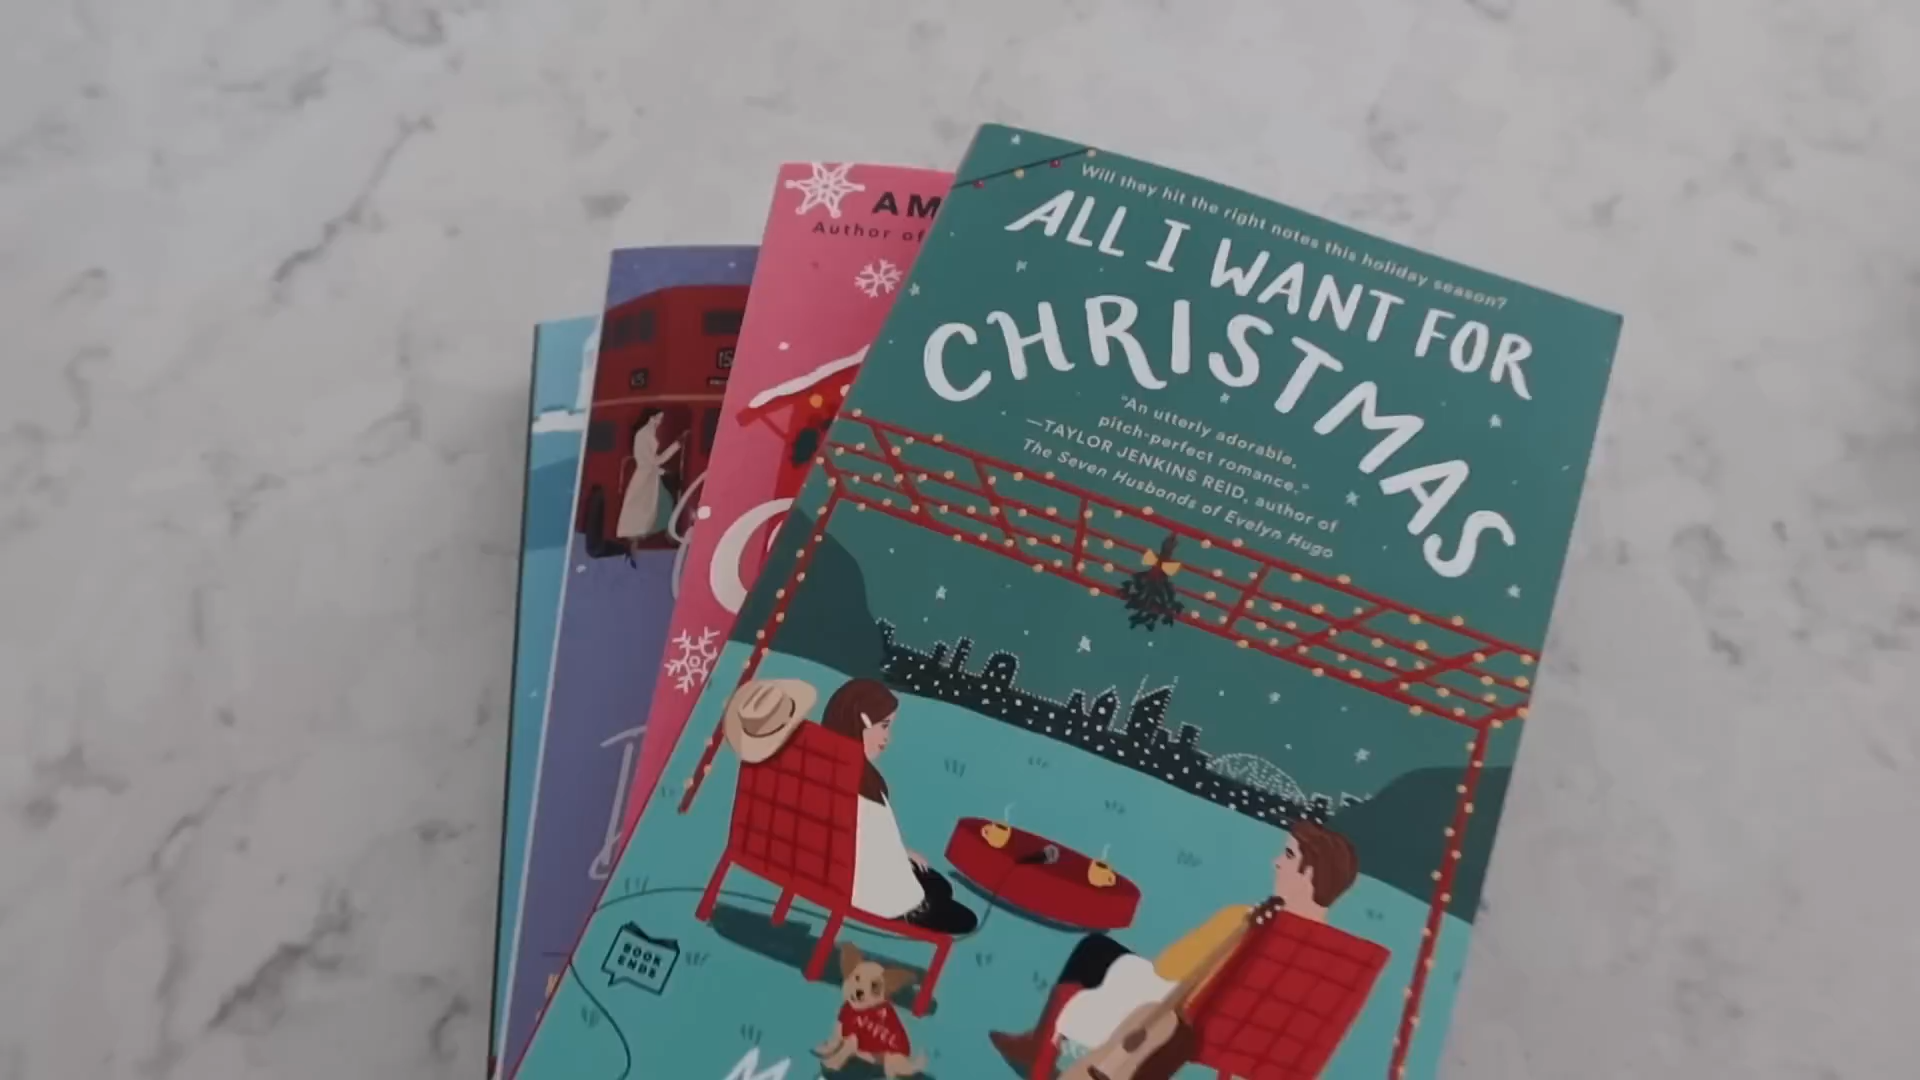 Will they hit the right notes this holiday season?
ALL I WANT FOR
CHRISTMAS
"An utterly adorable,
pitch-perfect romance."
—TAYLOR JENKINS REID, author of
The Seven Husbands of Evelyn Hugo
BOOK
ENDS
AM
Author of